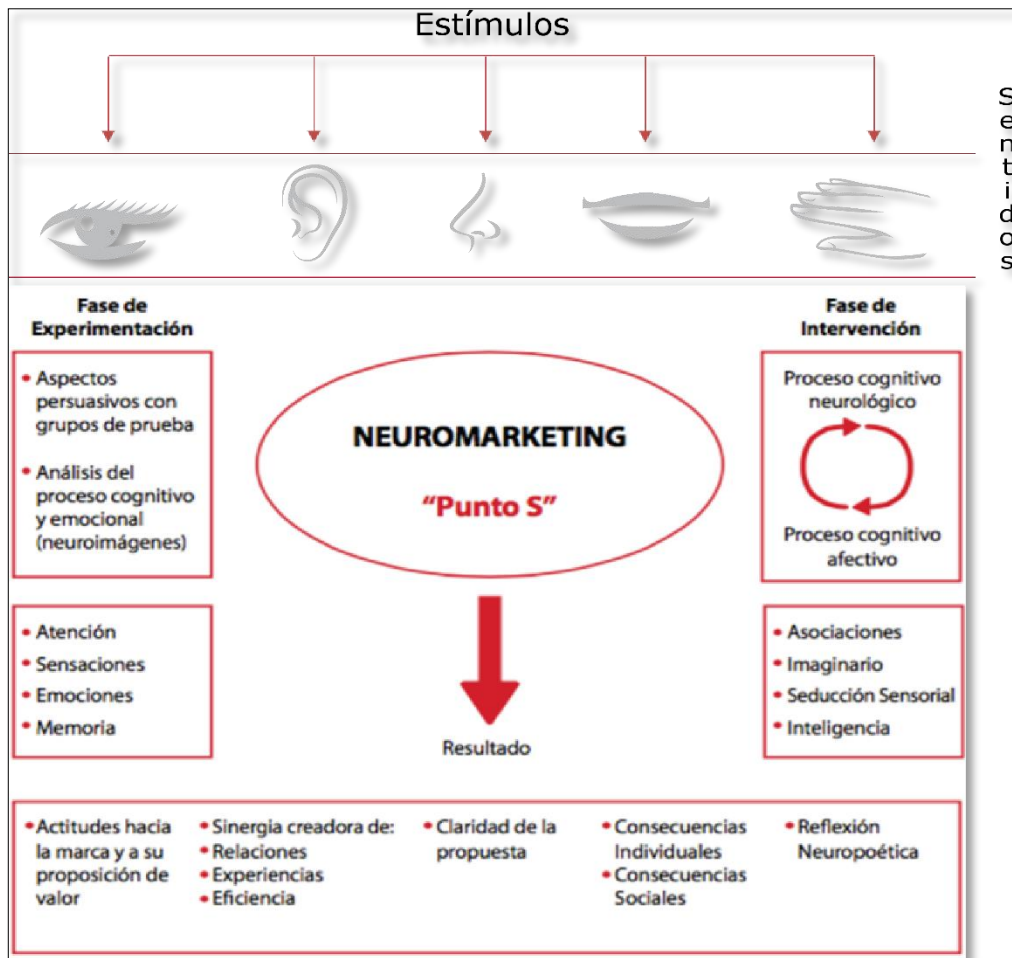 Estímulos
Sentidos
Fase de
Experimentación
• Aspectos
persuasivos con
grupos de prueba
• Análisis del
proceso cognitivo
y emocional
(neuroimágenes)
NEUROMARKETING
“Punto S”
Fase de
Intervención
Proceso cognitivo
neurológico
Proceso cognitivo
afectivo
• Atención
• Sensaciones
• Emociones
• Memoria
Resultado
• Asociaciones
• Imaginario
• Seducción Sensorial
• Inteligencia
• Actitudes hacia
la marca y a su
proposición de
valor
• Sinergia creadora de:
• Relaciones
• Experiencias
• Eficiencia
• Claridad de la
propuesta
• Consecuencias
Individuales
• Consecuencias
Sociales
• Reflexión
Neuropoética